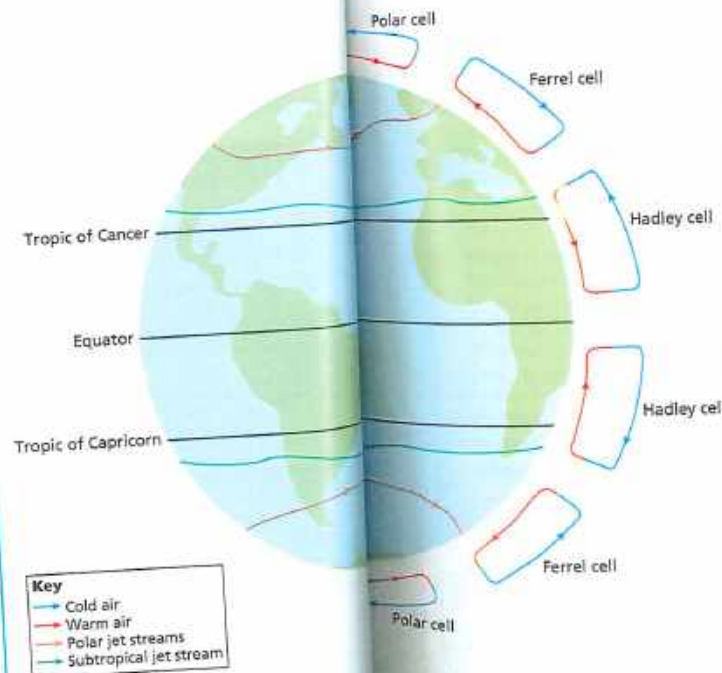 Polar cell
Ferrel cell
Hadley cell
Tropic of Cancer
Equator
Hadley cel
Tropic of Capricorn
Ferrel cell
Polar cell
Key
Cold air
Warm air
Polar jet streams
Subtropical jet stream